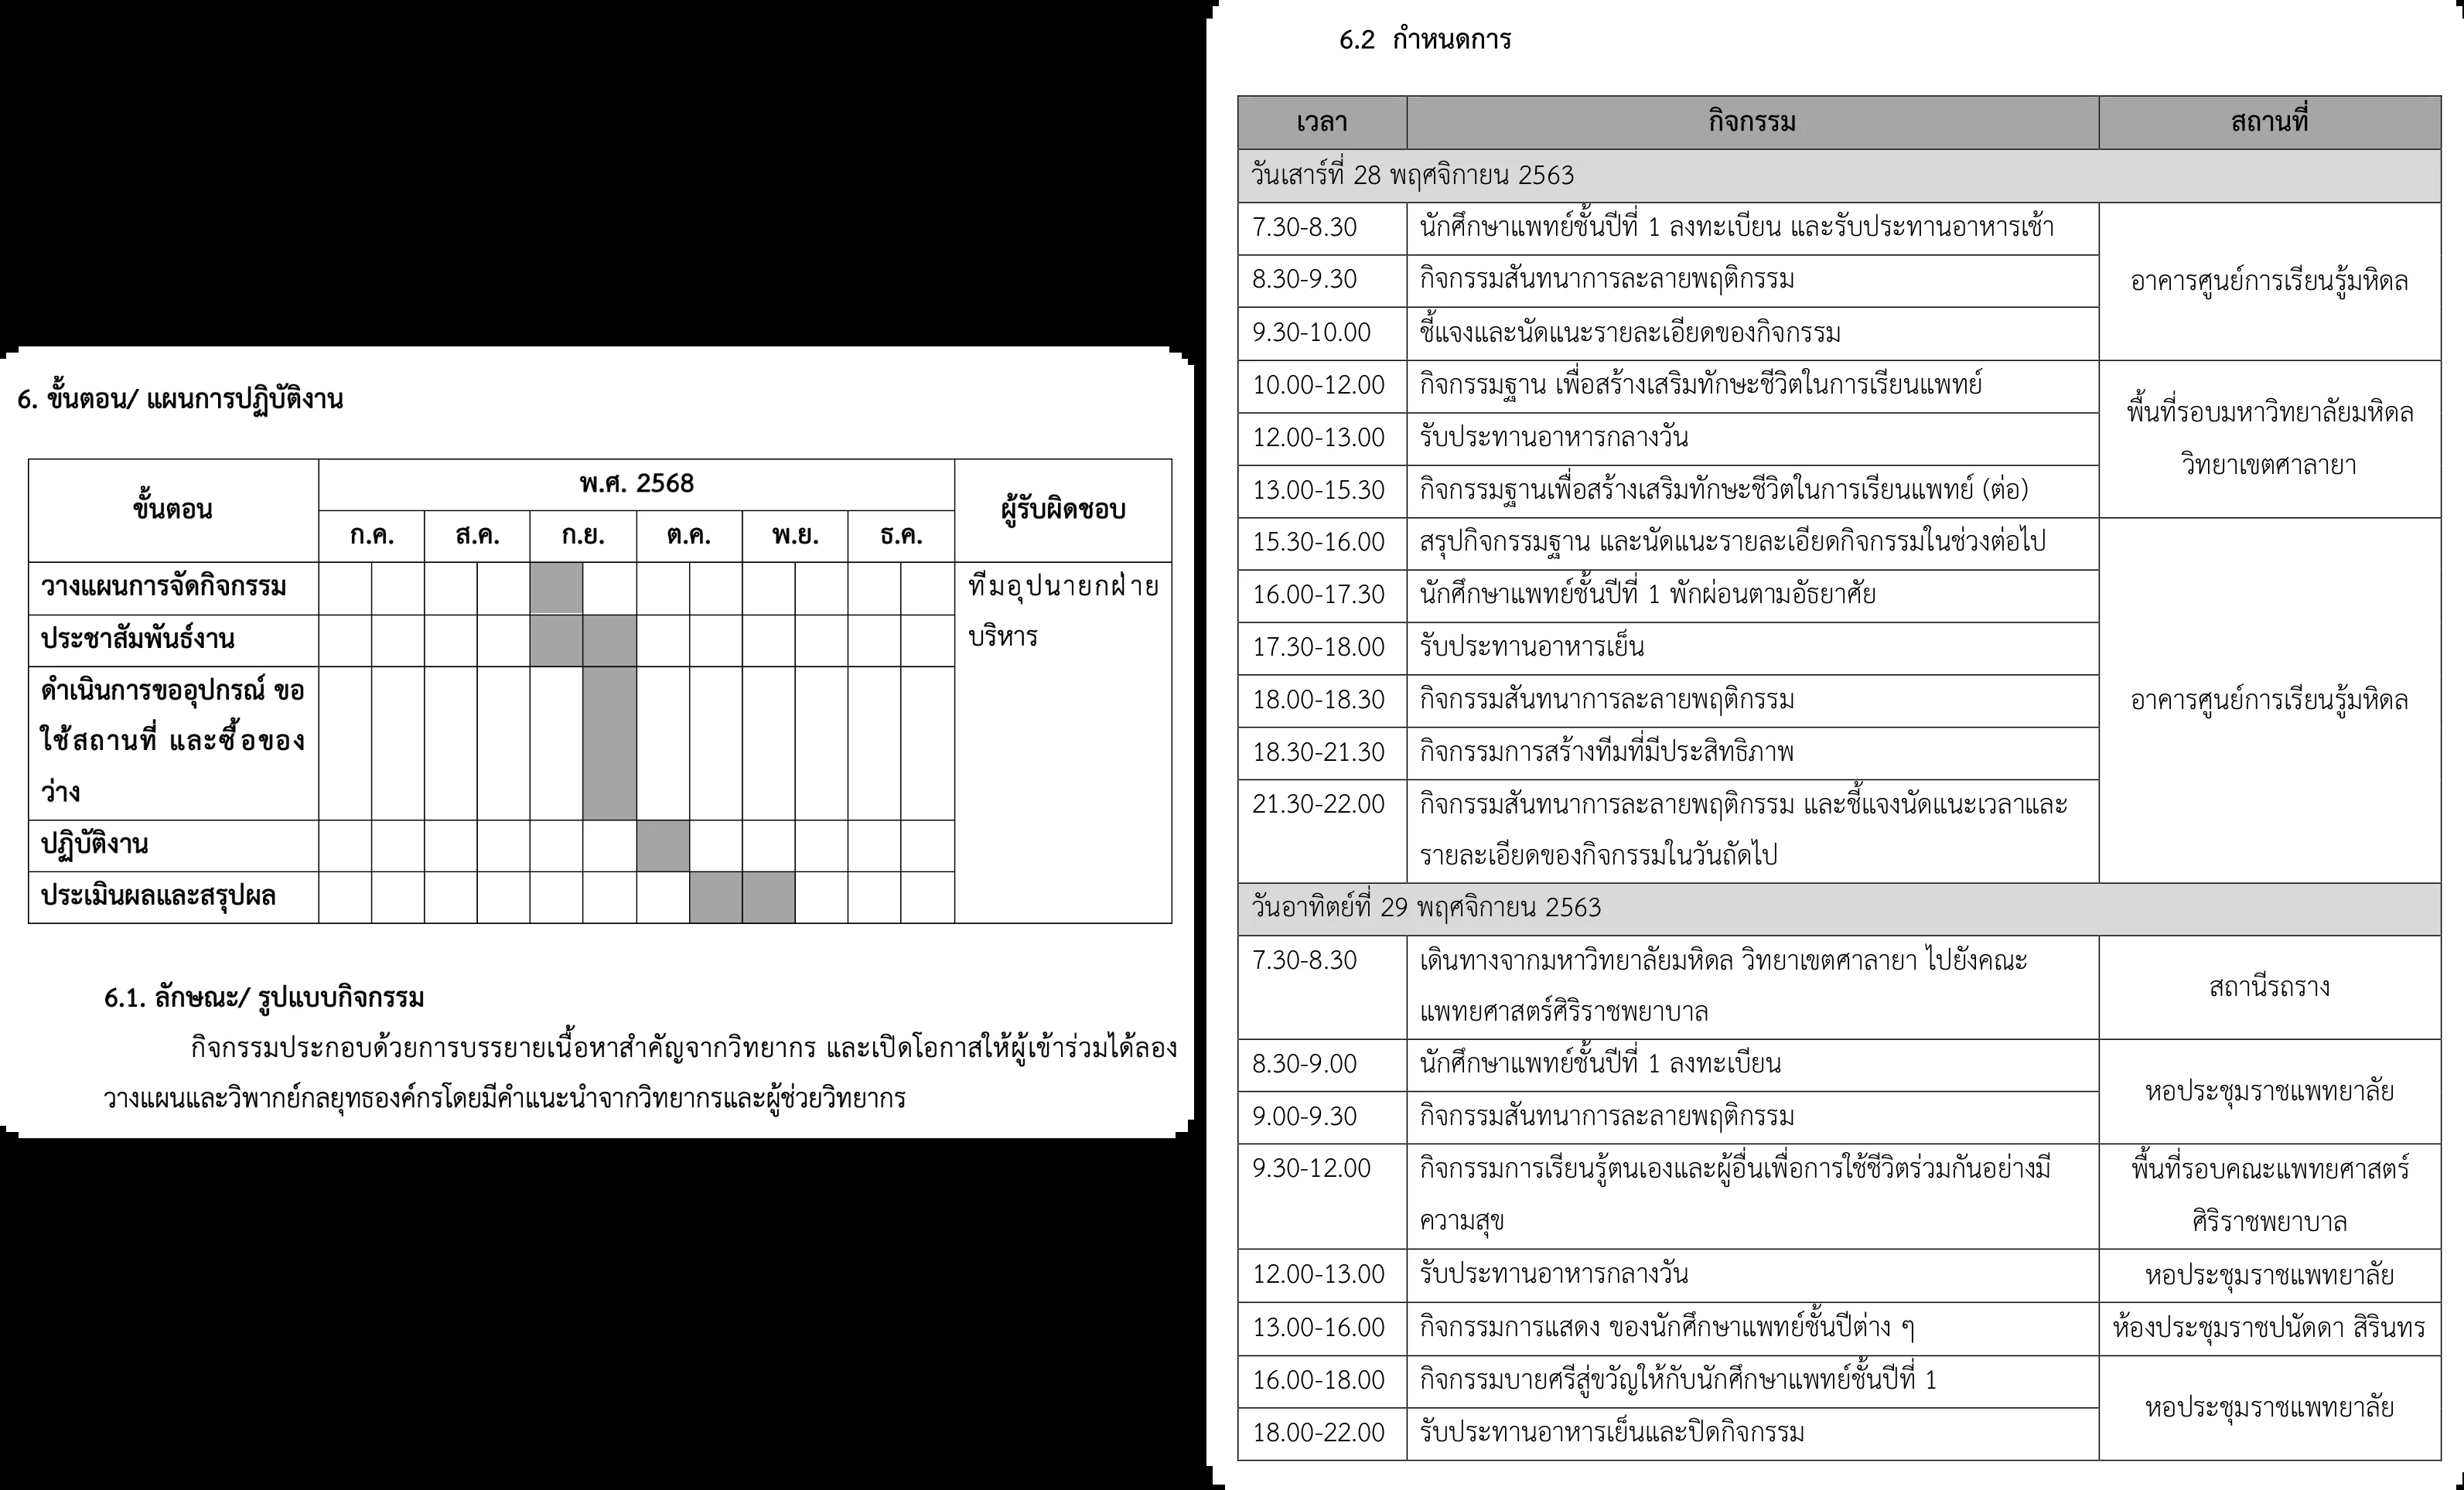 6. ขั้นตอน/ แผนการปฏิบัติงาน
ขั้นตอน
พ.ศ. 2568
ผู้รับผิดชอบ
ก.ค. ส.ค. ก.ย. ต.ค. พ.ย. ธ.ค.
วางแผนการจัดกิจกรรม
ทีมอุปนายกฝ่าย
บริหาร
ประชาสัมพันธ์งาน
ดำเนินการขออุปกรณ์ ขอ
ใช้สถานที่ และซื้อของ
ว่าง
ปฏิบัติงาน
ประเมินผลและสรุปผล
6.1. ลักษณะ/ รูปแบบกิจกรรม
กิจกรรมประกอบด้วยการบรรยายเนื้อหาสำคัญจากวิทยากร และเปิดโอกาสให้ผู้เข้าร่วมได้ลอง
วางแผนและวิพากย์กลยุทธองค์กรโดยมีคำแนะนำจากวิทยากรและผู้ช่วยวิทยากร
6.2 กำหนดการ
เวลา กิจกรรม สถานที่
วันเสาร์ที่ 28 พฤศจิกายน 2563
7.30-8.30 นักศึกษาแพทย์ชั้นปีที่ 1 ลงทะเบียน และรับประทานอาหารเช้า
8.30-9.30 กิจกรรมสันทนาการละลายพฤติกรรม
อาคารศูนย์การเรียนรู้มหิดล
9.30-10.00 ชี้แจงและนัดแนะรายละเอียดของกิจกรรม
10.00-12.00 กิจกรรมฐาน เพื่อสร้างเสริมทักษะชีวิตในการเรียนแพทย์
พื้นที่รอบมหาวิทยาลัยมหิดล
12.00-13.00 รับประทานอาหารกลางวัน
วิทยาเขตศาลายา
13.00-15.30 กิจกรรมฐานเพื่อสร้างเสริมทักษะชีวิตในการเรียนแพทย์ (ต่อ)
15.30-16.00 สรุปกิจกรรมฐาน และนัดแนะรายละเอียดกิจกรรมในช่วงต่อไป
16.00-17.30 นักศึกษาแพทย์ชั้นปีที่ 1 พักผ่อนตามอัธยาศัย
17.30-18.00 รับประทานอาหารเย็น
18.00-18.30 กิจกรรมสันทนาการละลายพฤติกรรม อาคารศูนย์การเรียนรู้มหิดล
18.30-21.30 กิจกรรมการสร้างทีมที่มีประสิทธิภาพ
21.30-22.00 กิจกรรมสันทนาการละลายพฤติกรรม และชี้แจงนัดแนะเวลาและ
รายละเอียดของกิจกรรมในวันถัดไป
วันอาทิตย์ที่ 29 พฤศจิกายน 2563
7.30-8.30 เดินทางจากมหาวิทยาลัยมหิดล วิทยาเขตศาลายา ไปยังคณะ
สถานีรถราง
แพทยศาสตร์ศิริราชพยาบาล
8.30-9.00 นักศึกษาแพทย์ชั้นปีที่ 1 ลงทะเบียน
หอประชุมราชแพทยาลัย
9.00-9.30 กิจกรรมสันทนาการละลายพฤติกรรม
9.30-12.00 กิจกรรมการเรียนรู้ตนเองและผู้อื่นเพื่อการใช้ชีวิตร่วมกันอย่างมี พื้นที่รอบคณะแพทยศาสตร์
ความสุข ศิริราชพยาบาล
12.00-13.00 รับประทานอาหารกลางวัน หอประชุมราชแพทยาลัย
13.00-16.00 กิจกรรมการแสดง ของนักศึกษาแพทย์ชั้นปีต่าง ๆ ห้องประชุมราชปนัดดา สิรินทร
16.00-18.00 กิจกรรมบายศรีสู่ขวัญให้กับนักศึกษาแพทย์ชั้นปีที่ 1
หอประชุมราชแพทยาลัย
18.00-22.00 รับประทานอาหารเย็นและปิดกิจกรรม